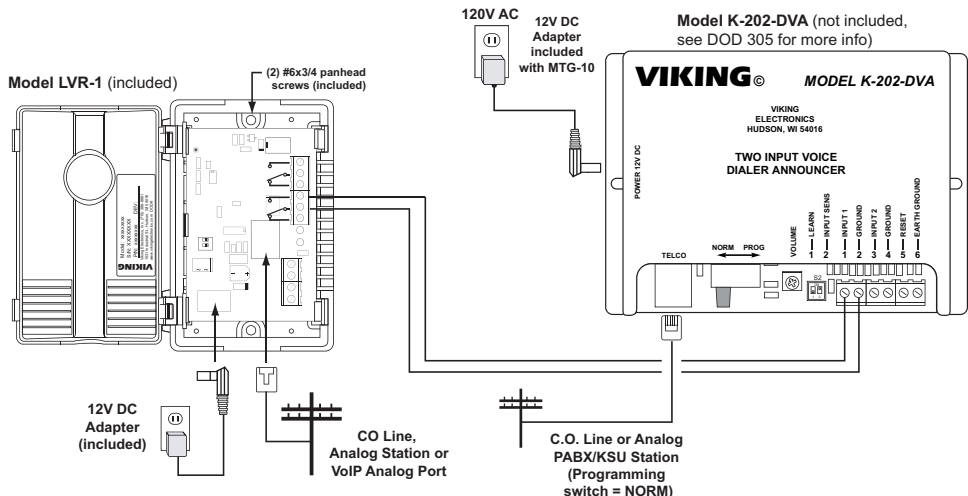 Model LVR-1 (included)
(2) #6x3/4 panhead
screws (included)
VIKING
12V DC
Adapter
(included)
CO Line,
Analog Station or
VoIP Analog Port
120V AC
12V DC
Adapter
included
with MTG-10
Model K-202-DVA (not included,
see DOD 305 for more info)
VIKING©
MODEL K-202-DVA
VIKING
ELECTRONICS
HUDSON, WI 54016
TWO INPUT VOICE
DIALER ANNOUNCER
POWER 12V DC
TELCO
NORM PROG
VOLUME
S2
1 LEARN
2 INPUT SENS
1 INPUT 1
2 GROUND
3 INPUT 2
4 GROUND
5 RESET
6 EARTH GROUND
C.O. Line or Analog
PABX/KSU Station
(Programming
switch = NORM)